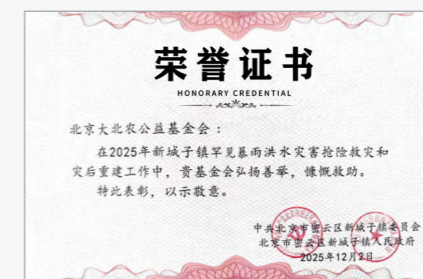 荣誉证书
HONORARY CREDENTIAL
北京大北农公益基金会：
在2025年新城子镇罕见暴雨洪水灾害抢险救灾和
灾后重建工作中，贵基金会弘扬善举，慷慨救助。
特此表彰，以示敬意。
中共北京市密云区新城子镇委员会
北京市密云区新城子镇人民政府
2025年12月2日